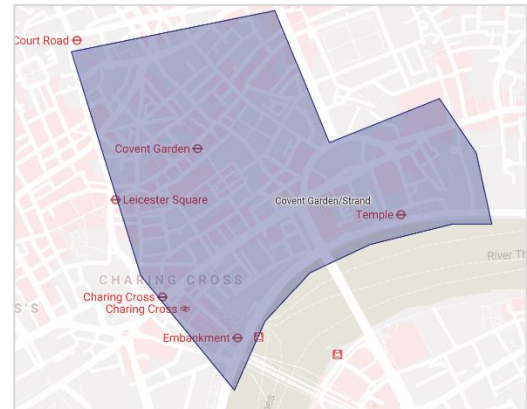 Court Road
Covent Garden
Leicester Square
Covent Garden/Strand
Temple
River Th
CHARING CROSS
Charing Cross
S'S
Charing Cross
Embankment
mes